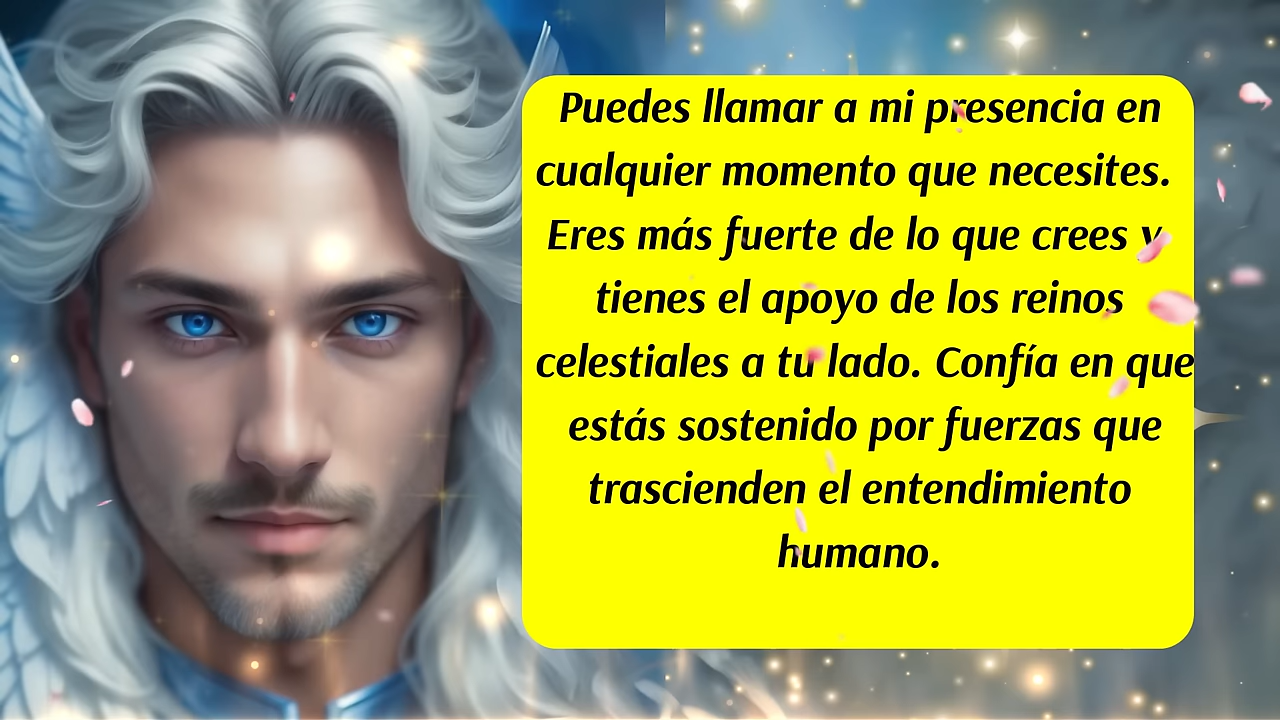 Puedes llamar a mi presencia en
cualquier momento que necesites.
Eres más fuerte de lo que crees y
tienes el apoyo de los reinos
celestiales a tu lado. Confía en que
estás sostenido por fuerzas que
trascienden el entendimiento
humano.